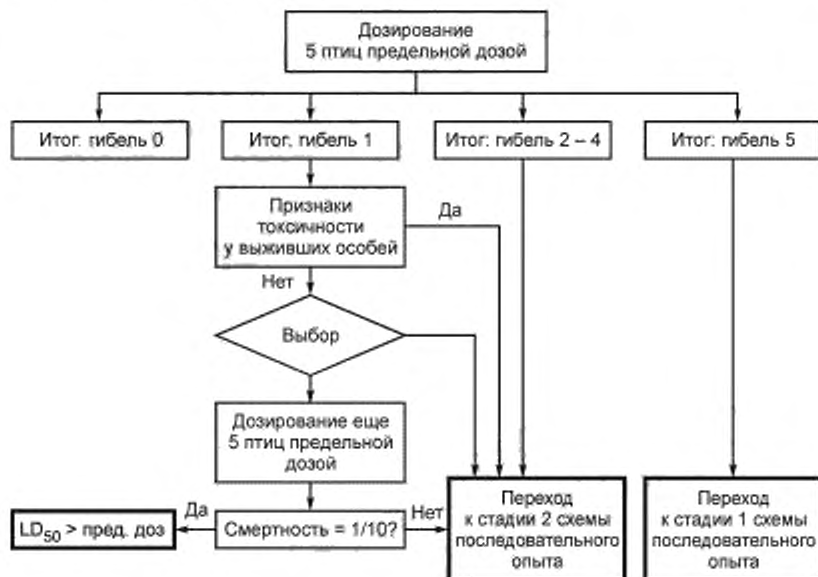 Дозирование
5 птиц предельной дозой
Итог: гибель 0
Итог, гибель 1
Итог: гибель 2 – 4
Итог: гибель 5
Признаки
токсичности
у выживших особей
Да
Нет
Выбор
Дозирование еще
5 птиц предельной
дозой
LD50 > пред. доз
Да
Смертность = 1/10?
Нет
Переход
к стадии 2 схемы
последовательного
опыта
Переход
к стадии 1 схемы
последовательного
опыта